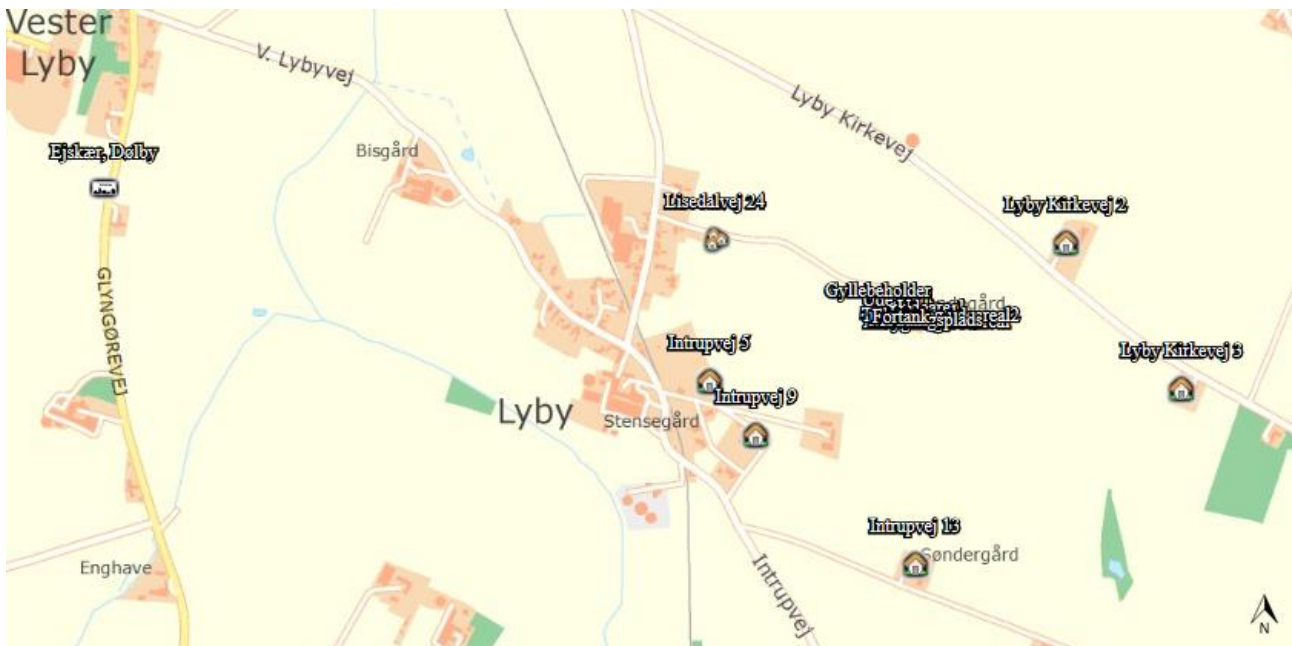 Vester
Lyby
V. Lybyvej
Ejskær, Dølby
Bisgård
Lyby Kirkevej
Lisedalvej 24
Lyby Kirkevej 2
GLYNGØREVEJ
Gyllebeholder
Fortank
Intrupvej 5
Lyby Kirkevej 3
Intrupvej 9
Lyby
Stensegård
Intrupvej 13
Søndergård
Enghave
Intrupvej
N